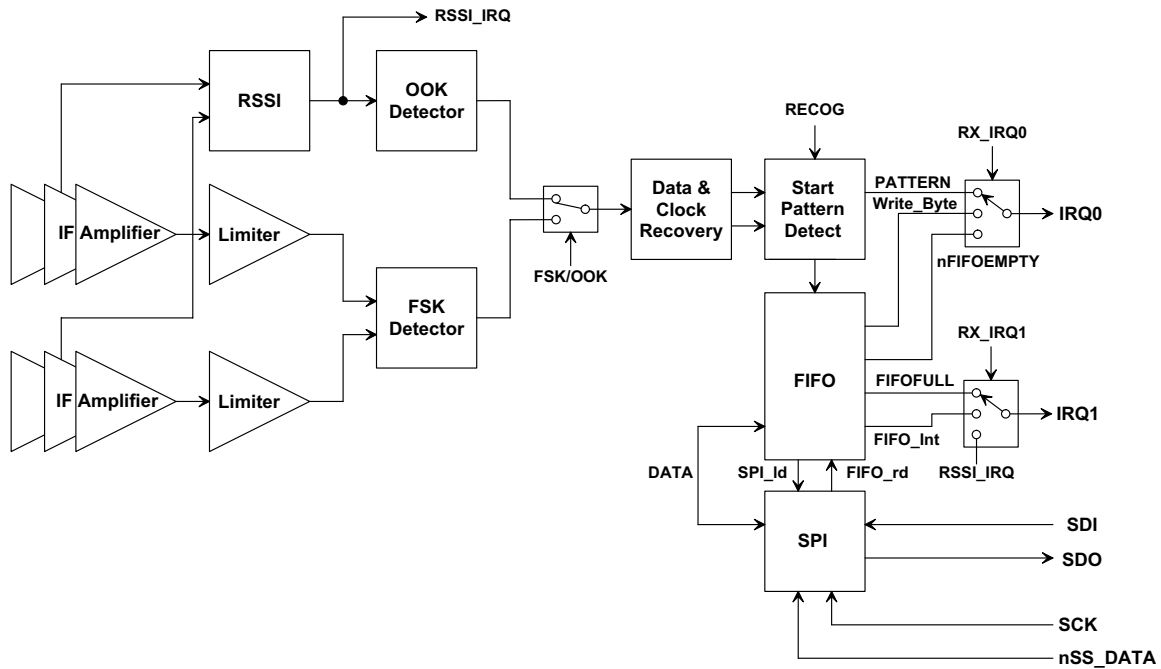 RSSI_IRQ
RSSI
OOK
Detector
RECOG
RX_IRQ0
Data &
Clock
Recovery
Start
Pattern
Detect
PATTERN
Write_Byte
IRQ0
IF Amplifier
Limiter
FSK/OOK
nFIFOEMPTY
FSK
Detector
RX_IRQ1
FIFO
FIFOFULL
IF Amplifier
Limiter
IRQ1
FIFO_Int
DATA
SPI_ld
FIFO_rd
RSSI_IRQ
SPI
SDI
SDO
SCK
nSS_DATA